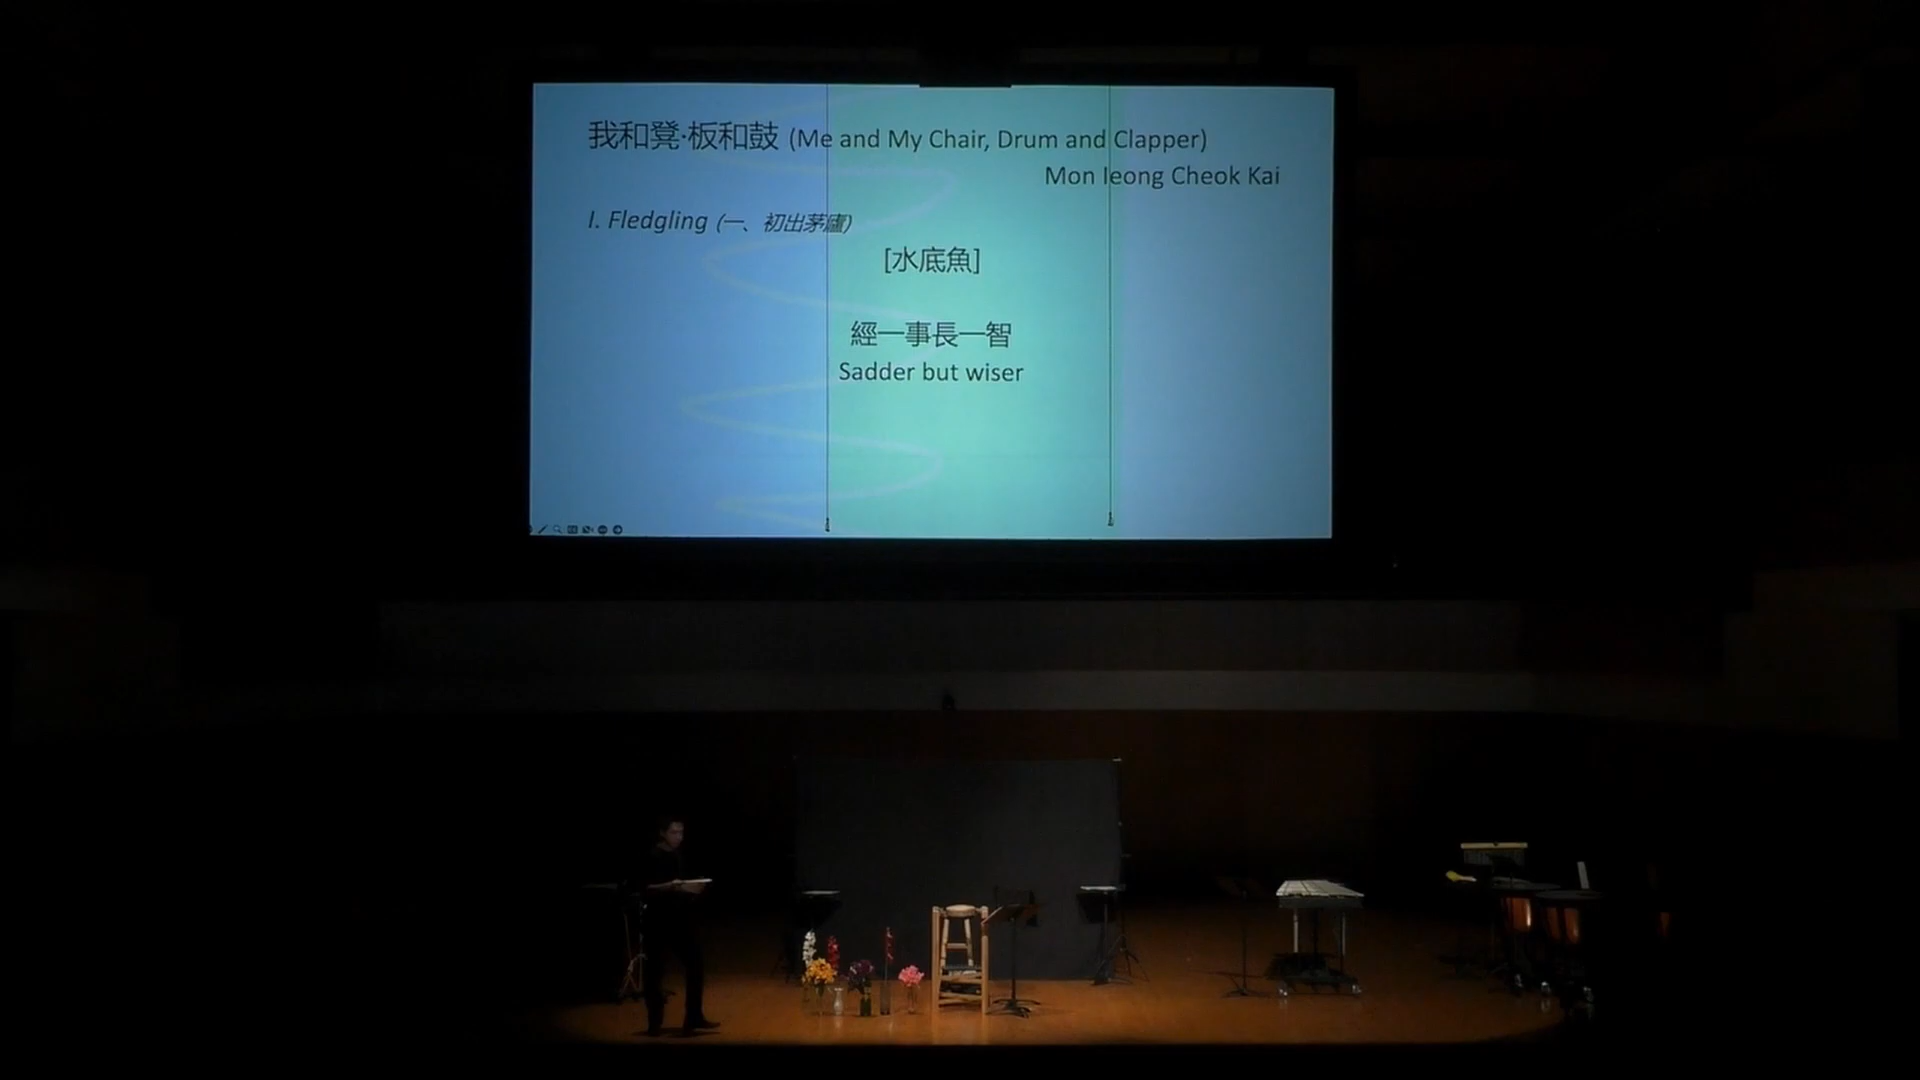 我和凳·板和鼓 (Me and My Chair, Drum and Clapper)
Mon Ieong Cheok Kai
I. Fledgling (一、初出茅廬)
[水底魚]
經一事長一智
Sadder but wiser